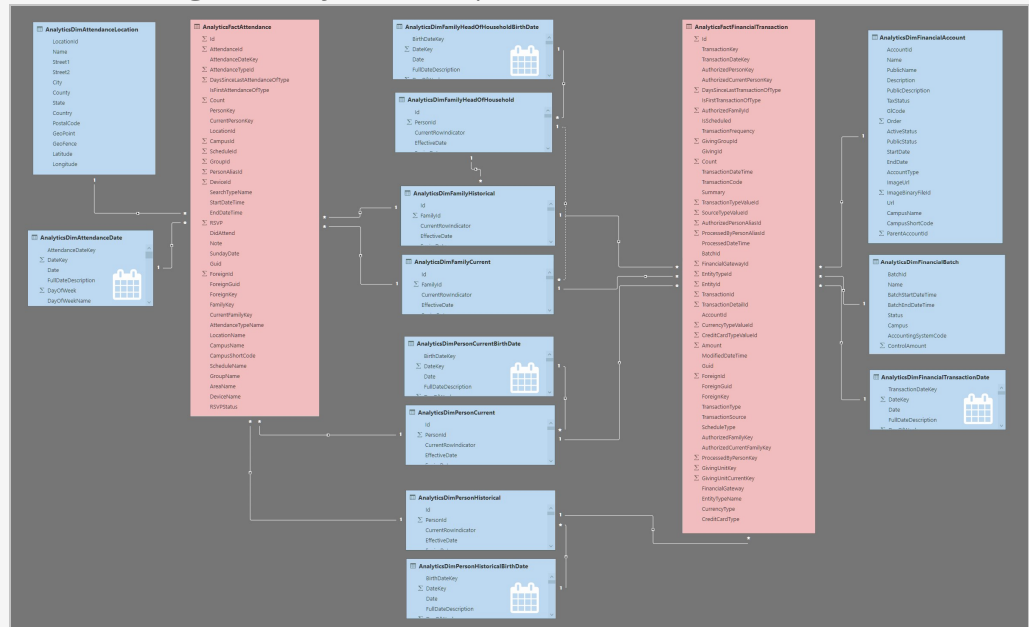 AnalyticsDimAttendanceLocation
LocationId
Name
Street1
Street2
City
County
State
Country
PostalCode
GeoPoint
GeoFence
Latitude
Longitude
AnalyticsDimAttendanceDate
AttendanceDateKey
Σ DateKey
Date
FullDateDescription
Σ DayOfWeek
DayOfWeekName
AnalyticsFactAttendance
Σ Id
Σ AttendanceId
AttendanceDateKey
Σ AttendanceTypeId
Σ DaysSinceLastAttendanceOfType
IsFirstAttendanceOfType
Σ Count
PersonKey
CurrentPersonKey
LocationId
Σ CampusId
Σ ScheduleId
Σ GroupId
Σ PersonAliasId
Σ DeviceId
SearchTypeName
StartDateTime
EndDateTime
Σ RSVP
DidAttend
Note
SundayDate
Guid
Σ ForeignId
ForeignGuid
ForeignKey
FamilyKey
CurrentFamilyKey
AttendanceTypeName
LocationName
CampusName
CampusShortCode
ScheduleName
GroupName
AreaName
DeviceName
RSVPStatus
AnalyticsDimFamilyHeadOfHouseholdBirthDate
BirthDateKey
Σ DateKey
Date
FullDateDescription
AnalyticsDimFamilyHeadOfHousehold
Id
Σ PersonId
CurrentRowIndicator
EffectiveDate
AnalyticsDimFamilyHistorical
Id
Σ FamilyId
CurrentRowIndicator
EffectiveDate
AnalyticsDimFamilyCurrent
Id
Σ FamilyId
CurrentRowIndicator
EffectiveDate
AnalyticsDimPersonCurrentBirthDate
BirthDateKey
Σ DateKey
Date
FullDateDescription
AnalyticsDimPersonCurrent
Id
Σ PersonId
CurrentRowIndicator
EffectiveDate
AnalyticsDimPersonHistorical
Id
Σ PersonId
CurrentRowIndicator
EffectiveDate
AnalyticsDimPersonHistoricalBirthDate
BirthDateKey
Σ DateKey
Date
FullDateDescription
AnalyticsFactFinancialTransaction
Σ Id
TransactionKey
TransactionDateKey
AuthorizedPersonKey
AuthorizedCurrentPersonKey
Σ DaysSinceLastTransactionOfType
IsFirstTransactionOfType
Σ AuthorizedFamilyId
IsScheduled
TransactionFrequency
Σ GivingGroupId
GivingId
Σ Count
TransactionDateTime
TransactionCode
Summary
Σ TransactionTypeValueId
Σ SourceTypeValueId
Σ AuthorizedPersonAliasId
Σ ProcessedByPersonAliasId
ProcessedDateTime
BatchId
Σ FinancialGatewayId
Σ EntityTypeId
Σ EntityId
Σ TransactionId
Σ TransactionDetailId
AccountId
Σ CurrencyTypeValueId
Σ CreditCardTypeValueId
Σ Amount
ModifiedDateTime
Guid
Σ ForeignId
ForeignGuid
ForeignKey
TransactionType
TransactionSource
ScheduleType
AuthorizedFamilyKey
AuthorizedCurrentFamilyKey
Σ ProcessedByPersonKey
Σ GivingUnitKey
Σ GivingUnitCurrentKey
FinancialGateway
EntityTypeName
CurrencyType
CreditCardType
AnalyticsDimFinancialAccount
AccountId
Name
PublicName
Description
PublicDescription
TaxStatus
GlCode
Σ Order
ActiveStatus
PublicStatus
StartDate
EndDate
AccountType
ImageUrl
Σ ImageBinaryFileId
Url
CampusName
CampusShortCode
Σ ParentAccountId
AnalyticsDimFinancialBatch
BatchId
Name
BatchStartDateTime
BatchEndDateTime
Status
Campus
AccountingSystemCode
Σ ControlAmount
AnalyticsDimFinancialTransactionDate
TransactionDateKey
Σ DateKey
Date
FullDateDescription